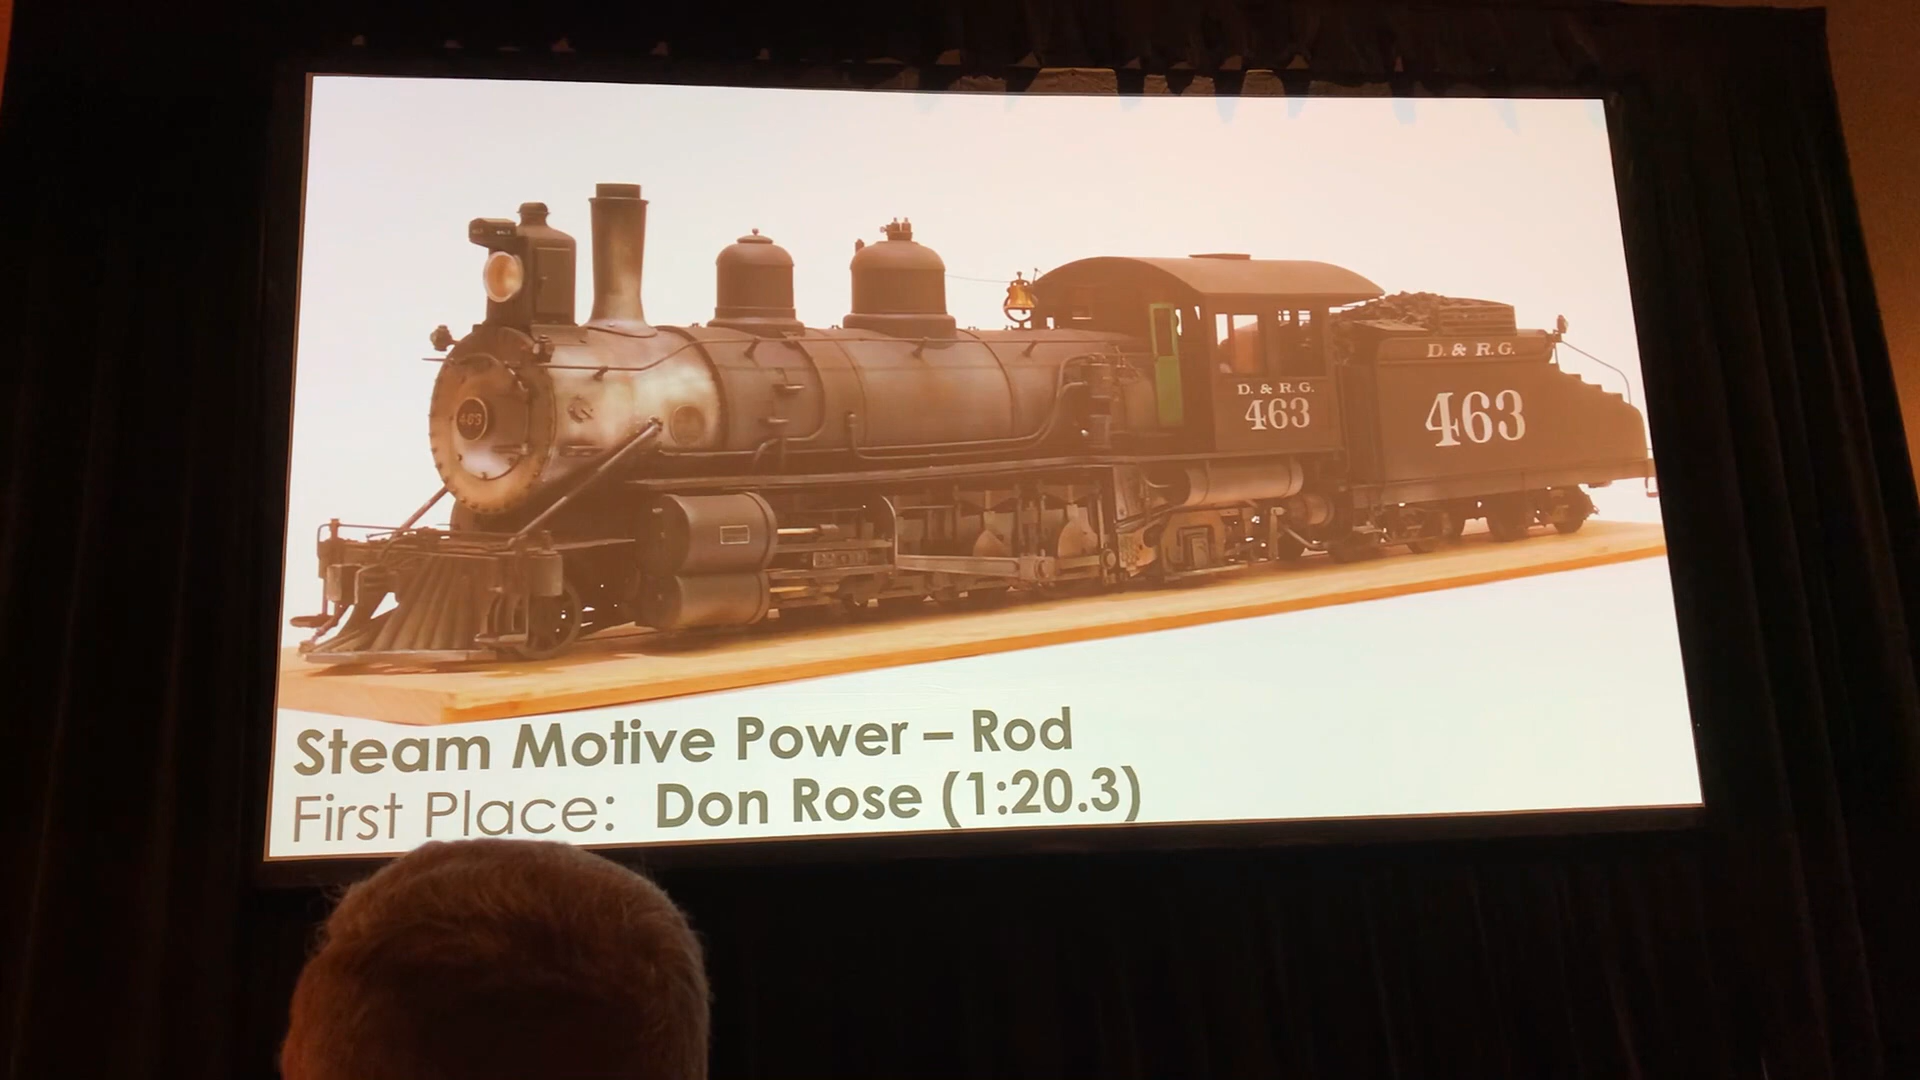 463
D. & R.G.
463
D. & R.G.
463
Steam Motive Power – Rod
First Place: Don Rose (1:20.3)